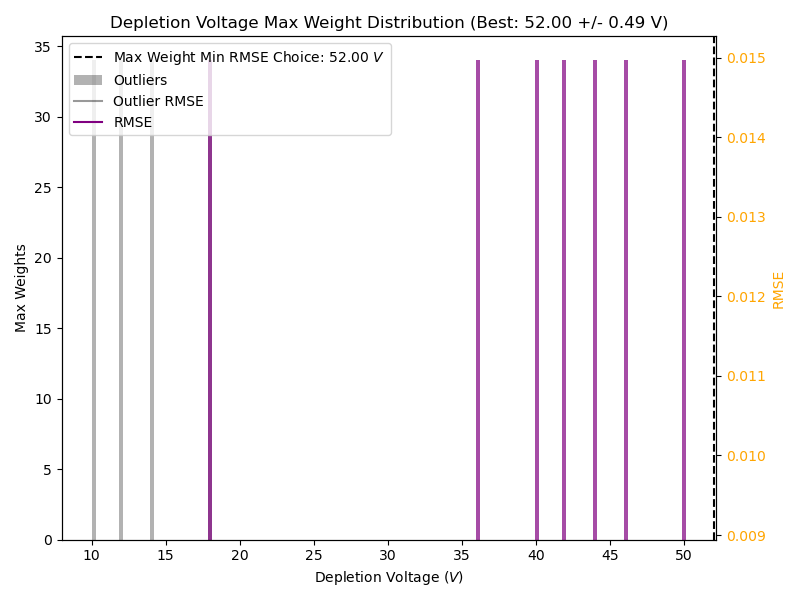 Depletion Voltage Max Weight Distribution (Best: 52.00 +/- 0.49 V)
Max Weight Min RMSE Choice: 52.00 V
Outliers
Outlier RMSE
RMSE
35
30
25
20
15
10
5
0
Max Weights
0.015
0.014
0.013
0.012
0.011
0.010
0.009
RMSE
10 15 20 25 30 35 40 45 50
Depletion Voltage (V)